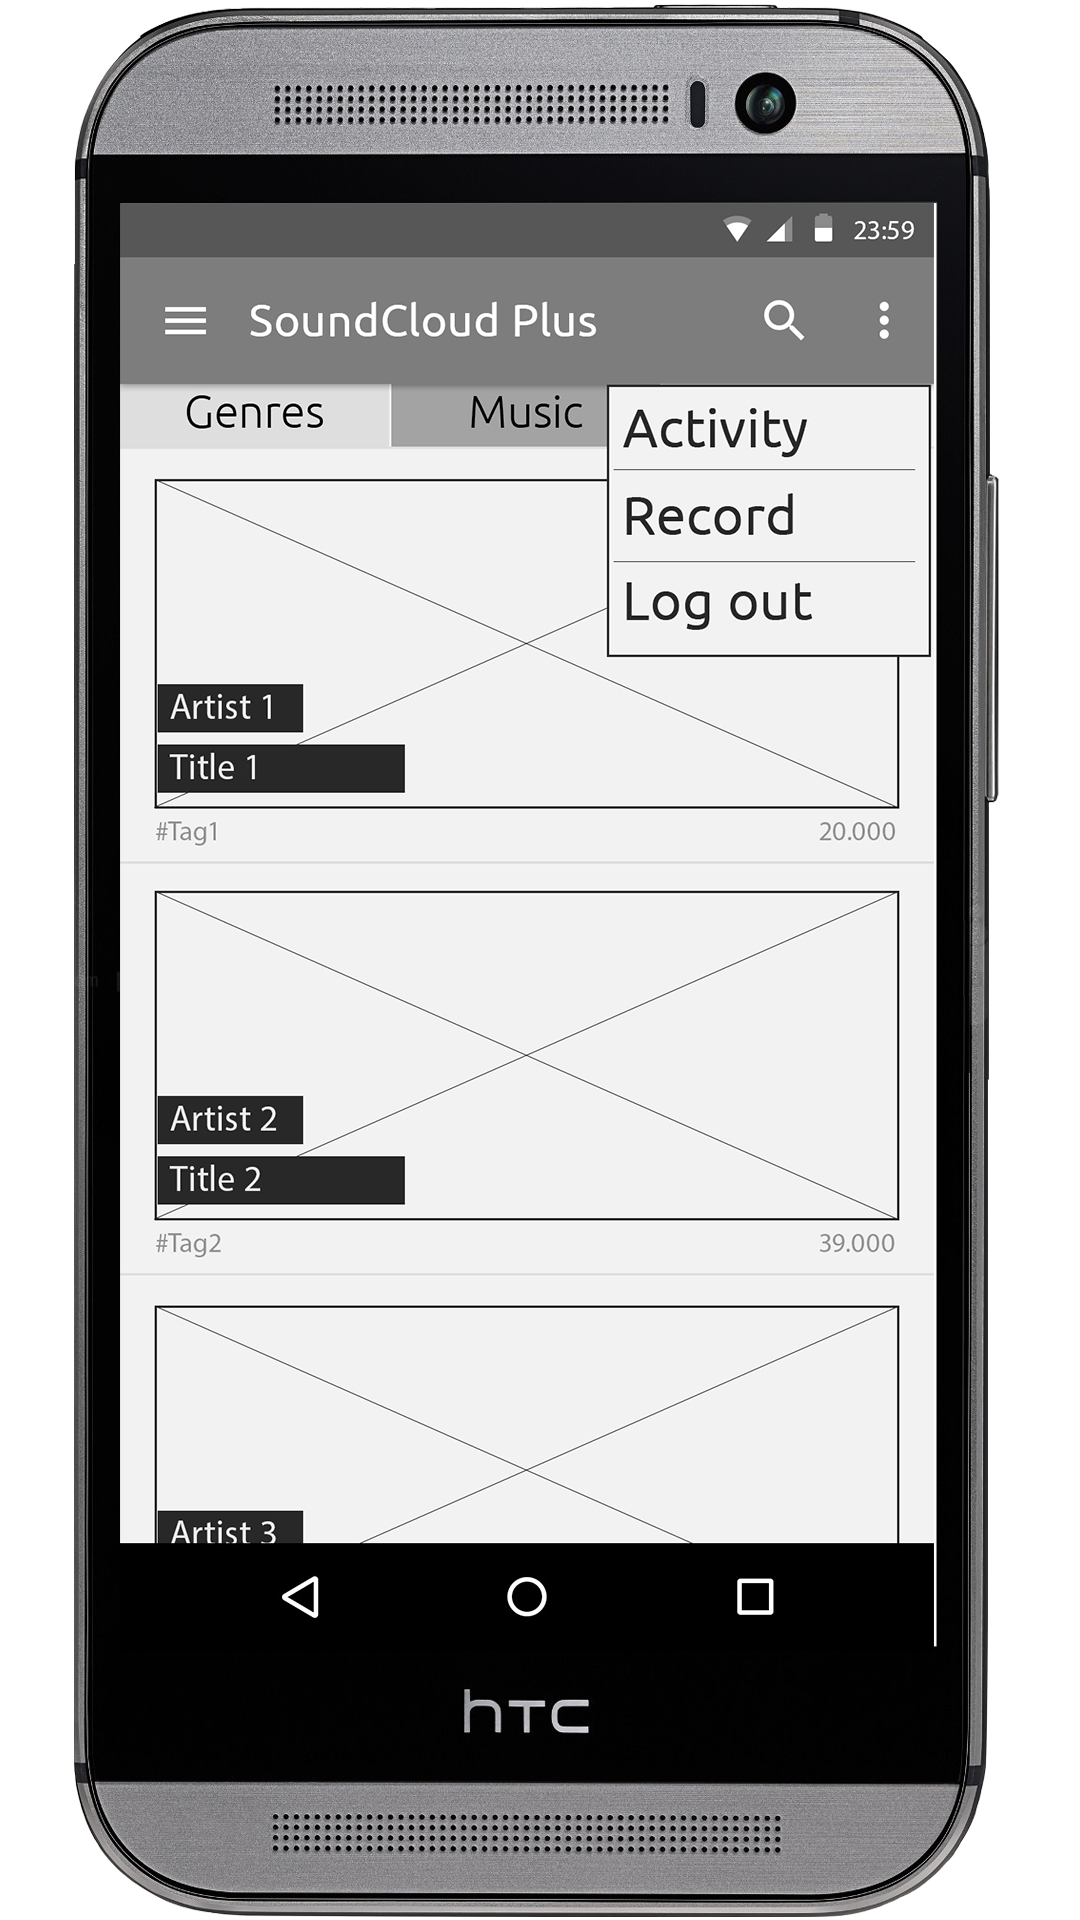 23:59
SoundCloud Plus
Genres
Music
Activity
Record
Log out
Artist 1
Title 1
#Tag1
20.000
Artist 2
Title 2
#Tag2
39.000
Artist 3
hTC